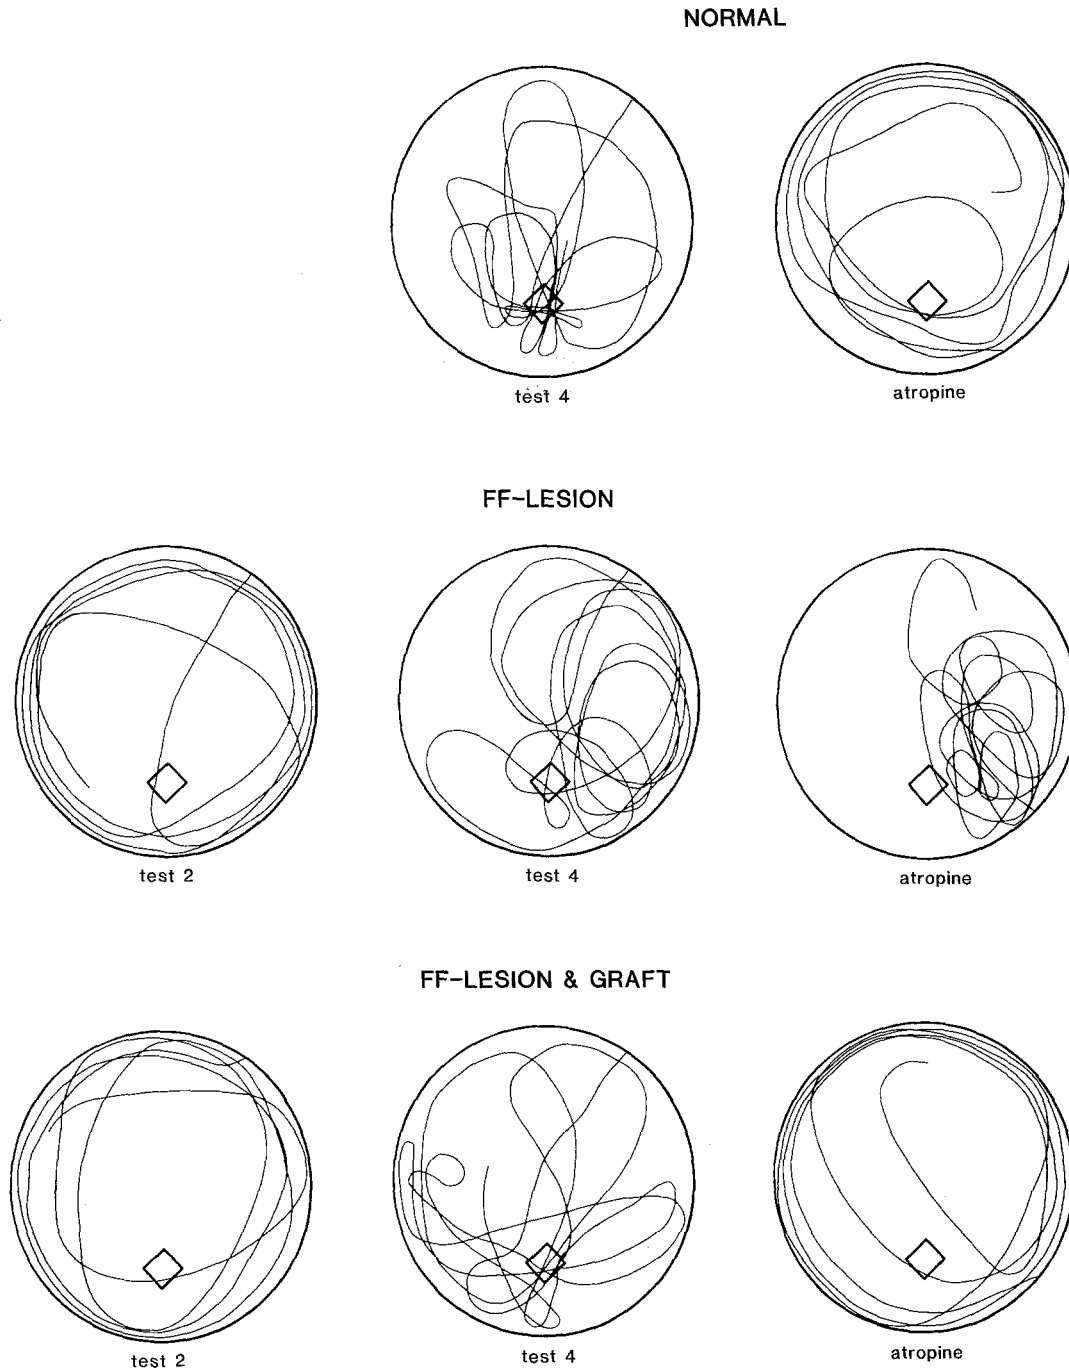 NORMAL
test 4
atropine
FF-LESION
test 2
test 4
atropine
FF-LESION & GRAFT
test 2
test 4
atropine